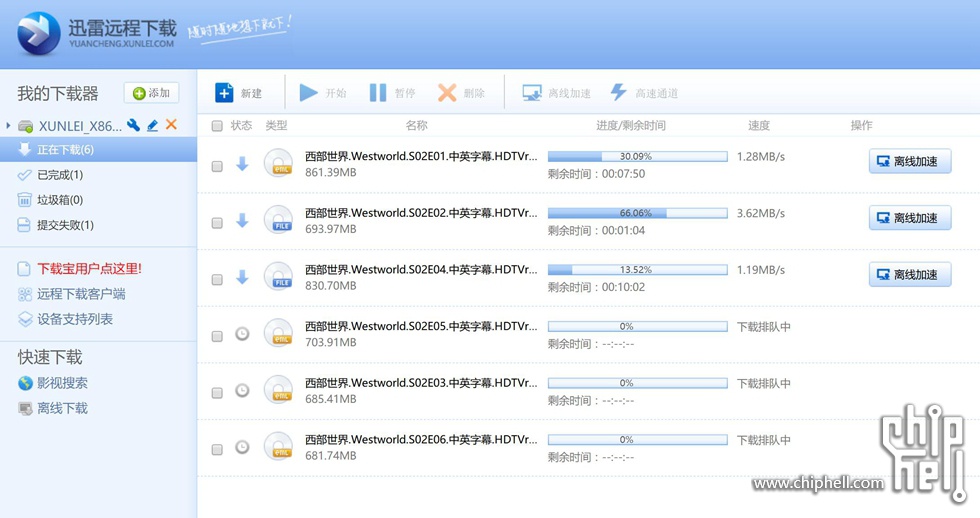 迅雷远程下载
YUANCHENG.XUNLEI.COM
随时随地想下就下!
我的下载器
添加
XUNLEI_X86...
正在下载(6)
已完成(1)
垃圾箱(0)
提交失败(1)
下载宝用户点这里!
远程下载客户端
设备支持列表
快速下载
影视搜索
离线下载
新建 开始 暂停 删除 离线加速 高速通道
状态 类型 名称 进度/剩余时间 速度 操作
eML 西部世界.Westworld.S02E01.中英字幕.HDTVr... 30.09% 1.28MB/s 离线加速
861.39MB 剩余时间：00:07:50
FILE 西部世界.Westworld.S02E02.中英字幕.HDTVr... 66.06% 3.62MB/s 离线加速
693.97MB 剩余时间：00:01:04
FILE 西部世界.Westworld.S02E04.中英字幕.HDTVr... 13.52% 1.19MB/s 离线加速
830.70MB 剩余时间：00:10:02
eML 西部世界.Westworld.S02E05.中英字幕.HDTVr... 0% 下载排队中
703.91MB 剩余时间：--:--:--
eML 西部世界.Westworld.S02E03.中英字幕.HDTVr... 0% 下载排队中
685.41MB 剩余时间：--:--:--
eML 西部世界.Westworld.S02E06.中英字幕.HDTVr... 0% 下载排队中
681.74MB 剩余时间：--:--:--
chip
hell
www.chiphell.com